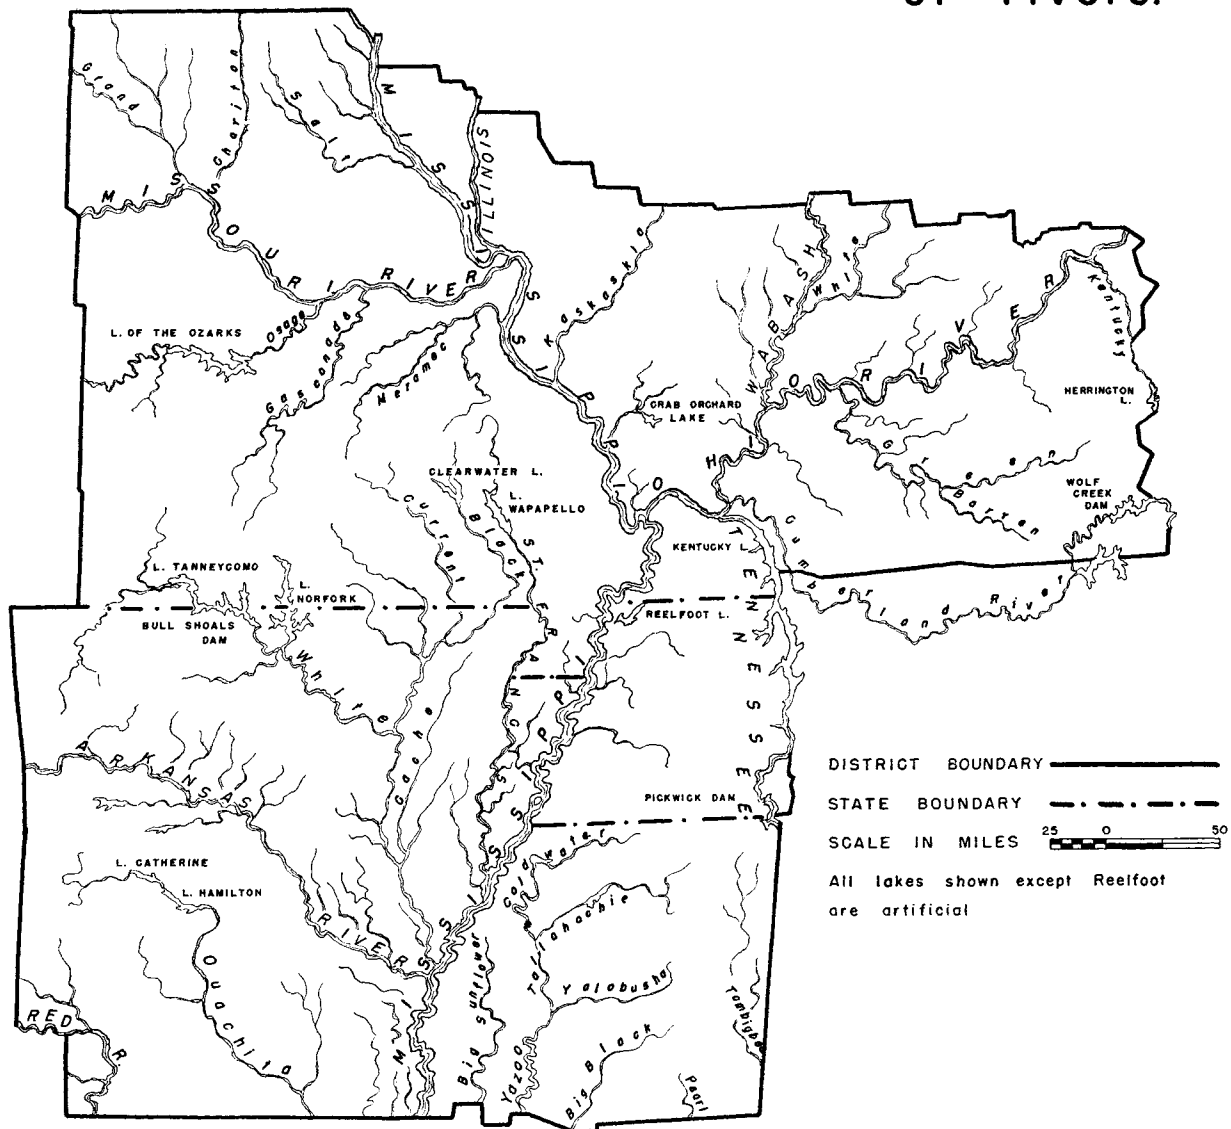 Grand
Chariton
Salt
MISSISSIPPI
ILLINOIS
MISSOURI RIVER
Kaskaskia
WABASH
White
OHIO RIVER
Kentucky
L. OF THE OZARKS
Osage
Gasconade
Meramec
CRAB ORCHARD
LAKE
HERRINGTON
L.
Green
Barren
WOLF
CREEK
DAM
CLEARWATER L.
L.
WAPAPELLO
Current
Black
ST. FRANCIS
KENTUCKY L.
Cumberland River
TENNESSEE
L. TANNEYCOMO
L.
NORFORK
BULL SHOALS
DAM
REELFOOT L.
White
Cache
ARKANSAS RIVER
MISSISSIPPI
PICKWICK DAM
DISTRICT BOUNDARY
STATE BOUNDARY
SCALE IN MILES 25 0 50
All lakes shown except Reelfoot
are artificial
L. CATHERINE
L. HAMILTON
Ouachita
RED R.
Coldwater
Tallahachie
Yalobusha
Big Sunflower
Yazoo
Big Black
Tombigbee
Pearl